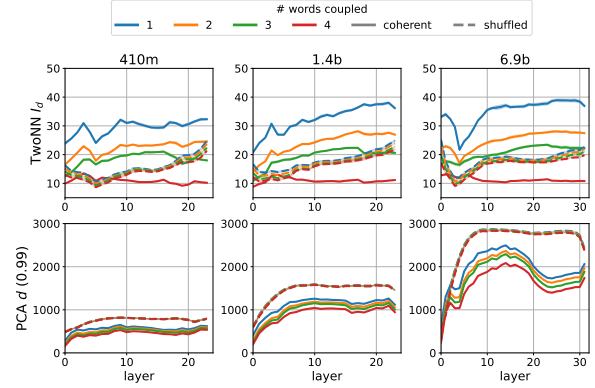 # words coupled
1 2 3 4 coherent shuffled
410m 1.4b 6.9b
TwoNN I_d
50 50 50
40 40 40
30 30 30
20 20 20
10 10 10
0 10 20 0 10 20 0 10 20 30
PCA d (0.99)
3000 3000 3000
2000 2000 2000
1000 1000 1000
0 0 0
0 10 20 0 10 20 0 10 20 30
layer layer layer